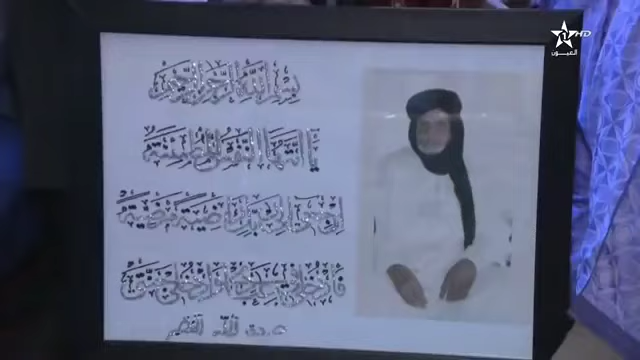 بسم الله الرحمن الرحيم
يا أيتها النفس المطمئنة
ارجعي إلى ربك راضية مرضية
فادخلي في عبادي وادخلي جنتي
صدق الله العظيم
HD
العيون